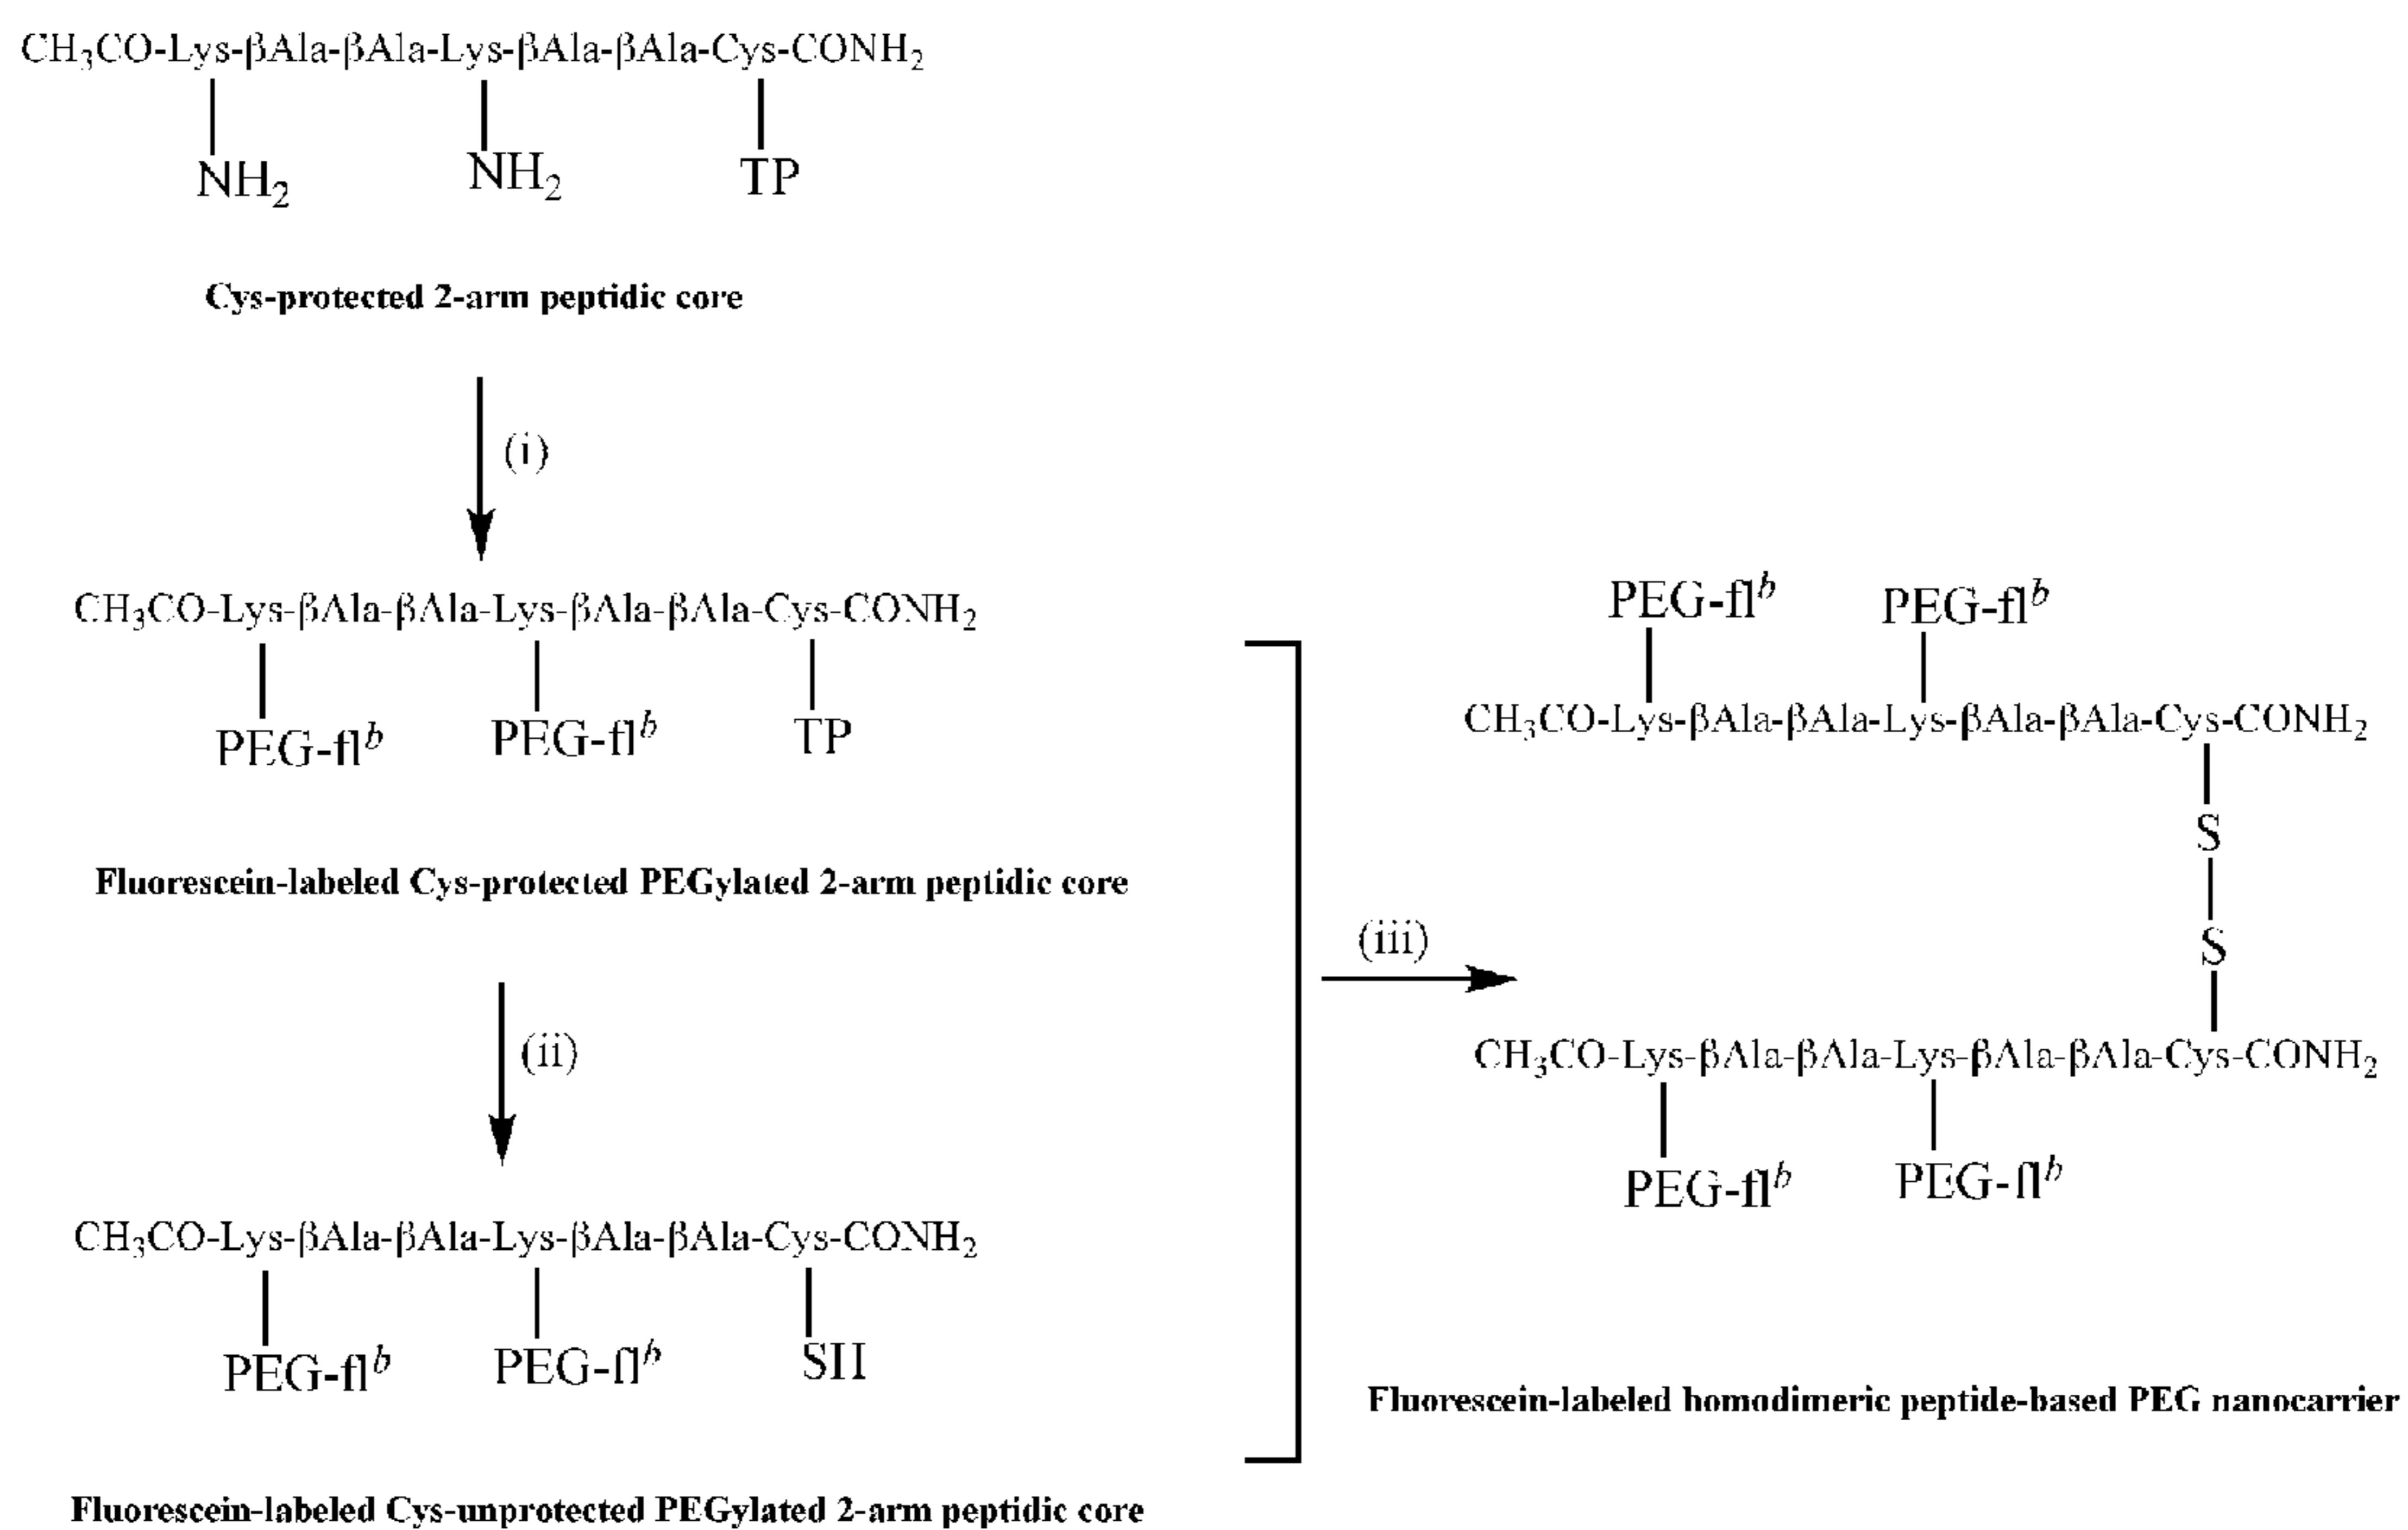 CH₃CO-Lys-βAla-βAla-Lys-βAla-βAla-Cys-CONH₂
NH₂ NH₂ TP
Cys-protected 2-arm peptidic core
(i)
CH₃CO-Lys-βAla-βAla-Lys-βAla-βAla-Cys-CONH₂
PEG-flᵇ PEG-flᵇ TP
Fluorescein-labeled Cys-protected PEGylated 2-arm peptidic core
(ii)
CH₃CO-Lys-βAla-βAla-Lys-βAla-βAla-Cys-CONH₂
PEG-flᵇ PEG-flᵇ SH
Fluorescein-labeled Cys-unprotected PEGylated 2-arm peptidic core
(iii)
PEG-flᵇ PEG-flᵇ
CH₃CO-Lys-βAla-βAla-Lys-βAla-βAla-Cys-CONH₂
S
S
CH₃CO-Lys-βAla-βAla-Lys-βAla-βAla-Cys-CONH₂
PEG-flᵇ PEG-flᵇ
Fluorescein-labeled homodimeric peptide-based PEG nanocarrier